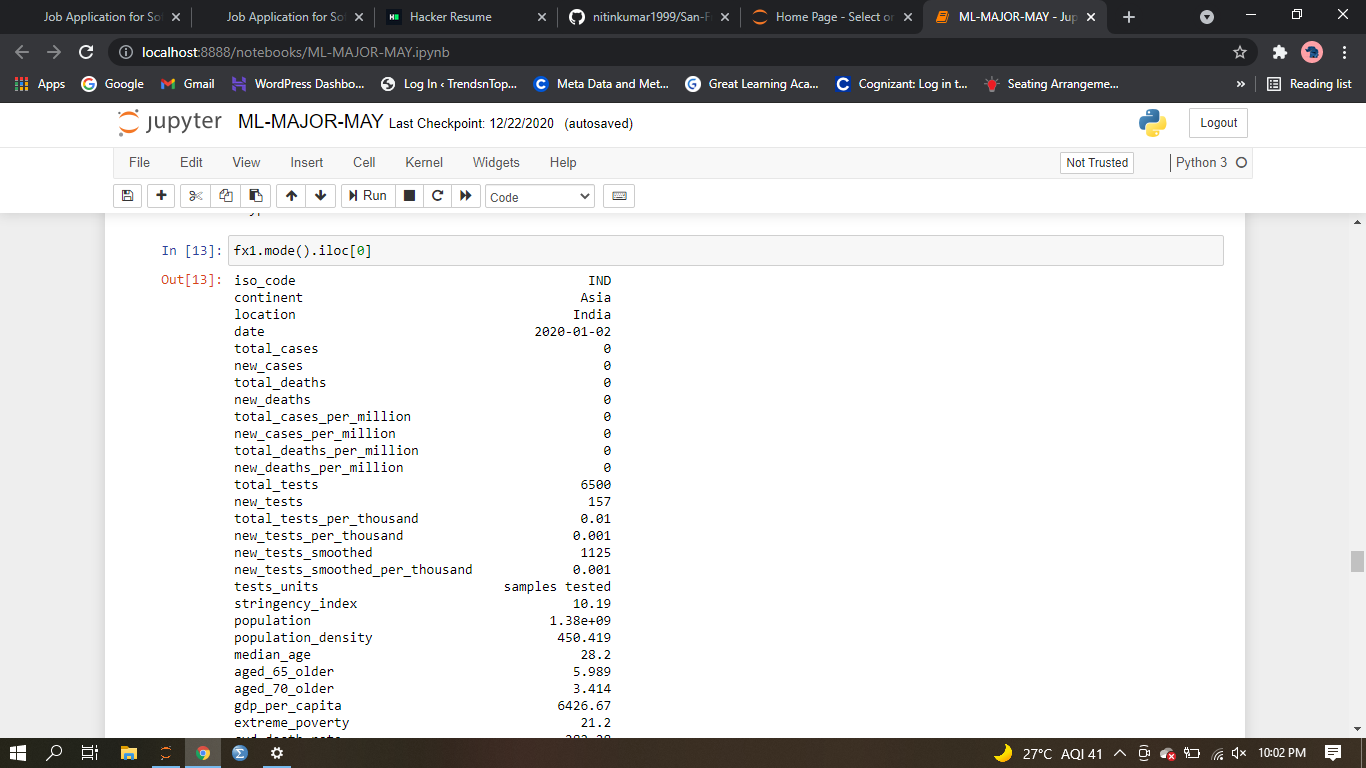 Job Application for So
Job Application for So
Hacker Resume
nitinkumar1999/San-F
Home Page - Select or
ML-MAJOR-MAY - Jup
localhost:8888/notebooks/ML-MAJOR-MAY.ipynb
Apps
Google
Gmail
WordPress Dashbo...
Log In ‹ TrendsnTop...
Meta Data and Met...
Great Learning Aca...
Cognizant: Log in t...
Seating Arrangeme...
»
Reading list
jupyter ML-MAJOR-MAY Last Checkpoint: 12/22/2020 (autosaved)
Logout
File Edit View Insert Cell Kernel Widgets Help
Not Trusted
Python 3
Run
Code
In [13]: fx1.mode().iloc[0]
Out[13]: iso_code IND
continent Asia
location India
date 2020-01-02
total_cases 0
new_cases 0
total_deaths 0
new_deaths 0
total_cases_per_million 0
new_cases_per_million 0
total_deaths_per_million 0
new_deaths_per_million 0
total_tests 6500
new_tests 157
total_tests_per_thousand 0.01
new_tests_per_thousand 0.001
new_tests_smoothed 1125
new_tests_smoothed_per_thousand 0.001
tests_units samples tested
stringency_index 10.19
population 1.38e+09
population_density 450.419
median_age 28.2
aged_65_older 5.989
aged_70_older 3.414
gdp_per_capita 6426.67
extreme_poverty 21.2
27°C AQI 41
10:02 PM